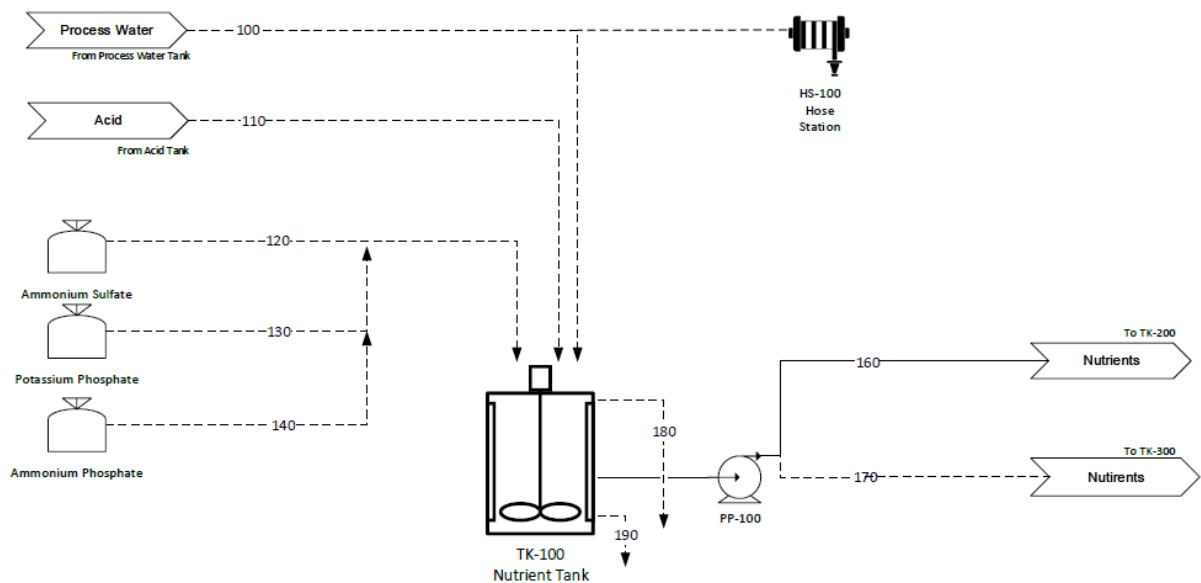 Process Water
From Process Water Tank
100
HS-100
Hose
Station
Acid
From Acid Tank
110
120
Ammonium Sulfate
130
Potassium Phosphate
140
Ammonium Phosphate
TK-100
Nutrient Tank
180
190
PP-100
160
To TK-200
Nutrients
170
To TK-300
Nutirents